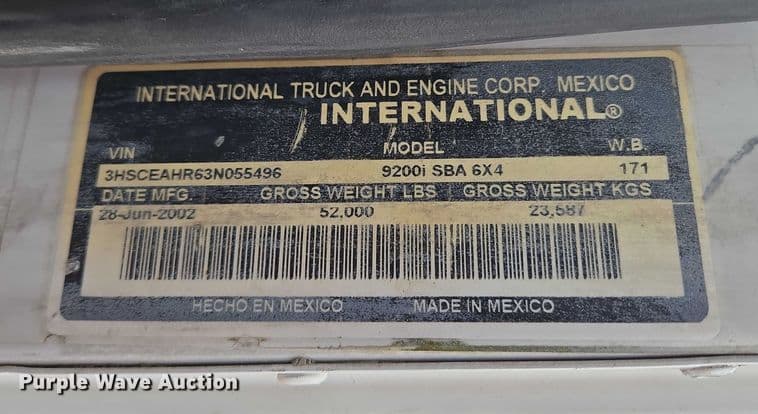 INTERNATIONAL TRUCK AND ENGINE CORP. MEXICO
INTERNATIONAL®
VIN MODEL W.B.
3HSCEAHR63N055496 9200i SBA 6X4 171
DATE MFG. GROSS WEIGHT LBS GROSS WEIGHT KGS
28-Jun-2002 52,000 23,587
HECHO EN MEXICO MADE IN MEXICO
Purple Wave Auction